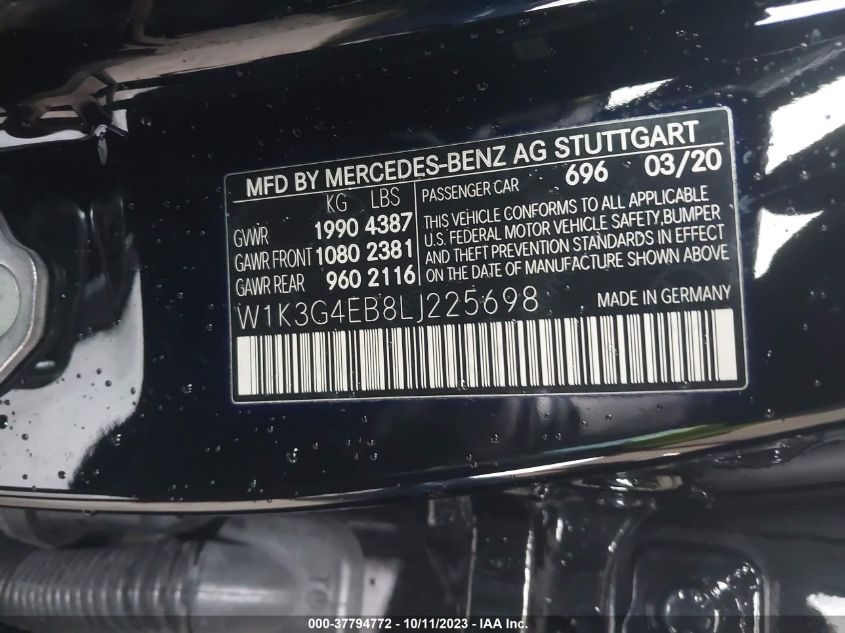 MFD BY MERCEDES-BENZ AG STUTTGART
KG LBS
GVWR 1990 4387
GAWR FRONT 1080 2381
GAWR REAR 960 2116
PASSENGER CAR 696 03/20
THIS VEHICLE CONFORMS TO ALL APPLICABLE
U.S. FEDERAL MOTOR VEHICLE SAFETY,BUMPER
AND THEFT PREVENTION STANDARDS IN EFFECT
ON THE DATE OF MANUFACTURE SHOWN ABOVE
W1K3G4EB8LJ225698 MADE IN GERMANY
000-37794772 - 10/11/2023 - IAA Inc.